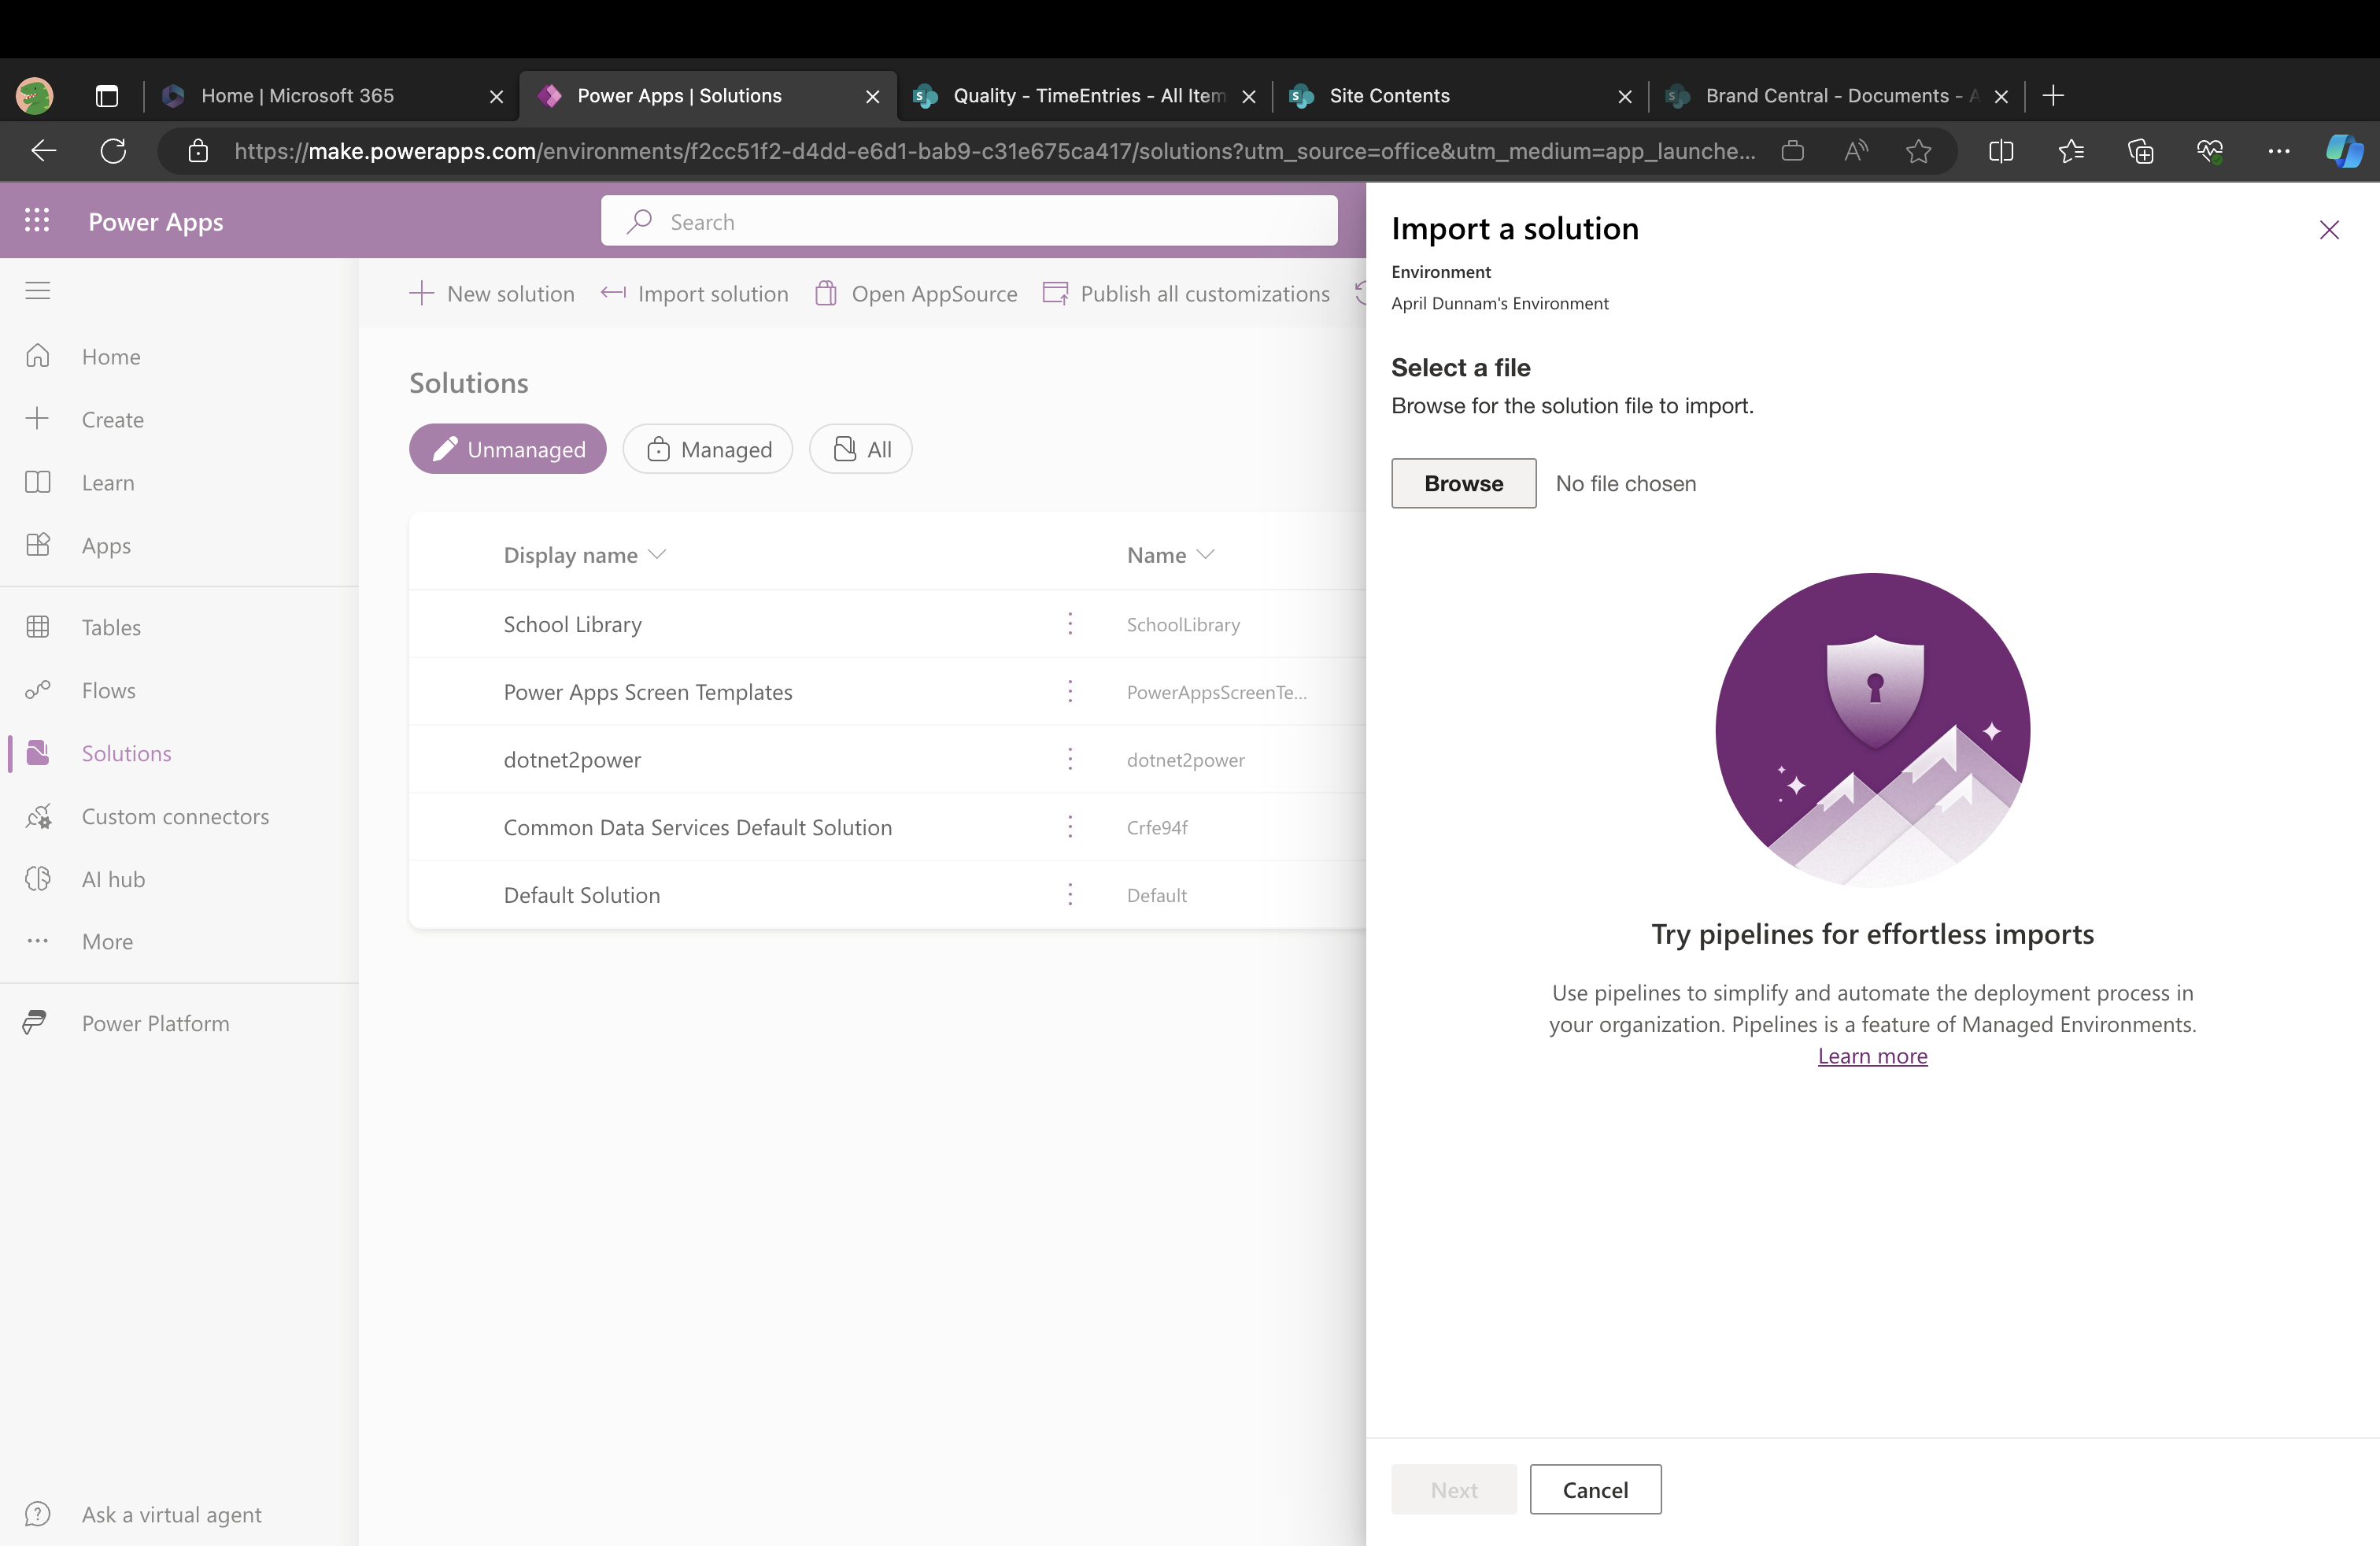 Home | Microsoft 365
Power Apps | Solutions
Quality - TimeEntries - All Item
Site Contents
Brand Central - Documents - A
https://make.powerapps.com/environments/f2cc51f2-d4dd-e6d1-bab9-c31e675ca417/solutions?utm_source=office&utm_medium=app_launche...
Power Apps
Search
Import a solution
Environment
April Dunnam's Environment
New solution
Import solution
Open AppSource
Publish all customizations
Home
Create
Learn
Apps
Tables
Flows
Solutions
Custom connectors
AI hub
More
Power Platform
Ask a virtual agent
Solutions
Unmanaged
Managed
All
Display name
Name
School Library
SchoolLibrary
Power Apps Screen Templates
PowerAppsScreenTe...
dotnet2power
dotnet2power
Common Data Services Default Solution
Crfe94f
Default Solution
Default
Select a file
Browse for the solution file to import.
Browse
No file chosen
Try pipelines for effortless imports
Use pipelines to simplify and automate the deployment process in
your organization. Pipelines is a feature of Managed Environments.
Learn more
Next
Cancel